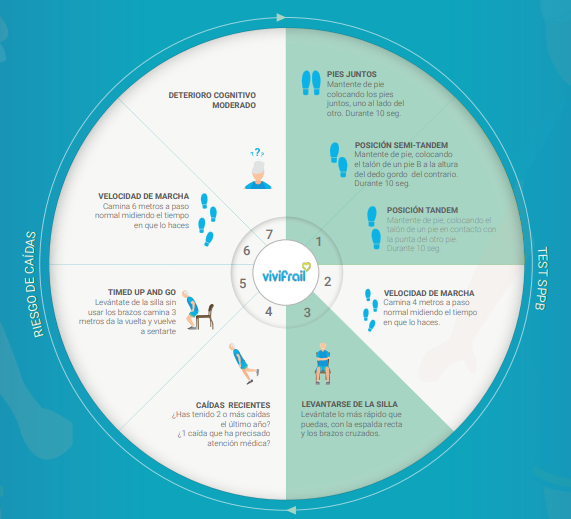 PIES JUNTOS
Mantente de pie
colocando los pies
juntos, uno al lado del
otro. Durante 10 seg.
POSICIÓN SEMI-TANDEM
Mantente de pie, colocando
el talón de un pie B a la altura
del dedo gordo del contrario.
Durante 10 seg.
POSICIÓN TANDEM
Mantente de pie, colocando el
talón de un pie en contacto con
la punta del otro pie.
Durante 10 seg
VELOCIDAD DE MARCHA
Camina 4 metros a paso
normal midiendo el tiempo
en que lo haces.
LEVANTARSE DE LA SILLA
Levántate lo más rápido que
puedas, con la espalda recta
y los brazos cruzados.
CAÍDAS RECIENTES
¿Has tenido 2 o más caídas
el último año?
¿1 caída que ha precisado
atención médica?
TIMED UP AND GO
Levántate de la silla sin
usar los brazos camina 3
metros da la vuelta y vuelve
a sentarte
VELOCIDAD DE MARCHA
Camina 6 metros a paso
normal midiendo el tiempo
en que lo haces
DETERIORO COGNITIVO
MODERADO
?
?
?
1
2
3
4
5
6
7
vivifrail
TEST SPPB
RIESGO DE CAÍDAS